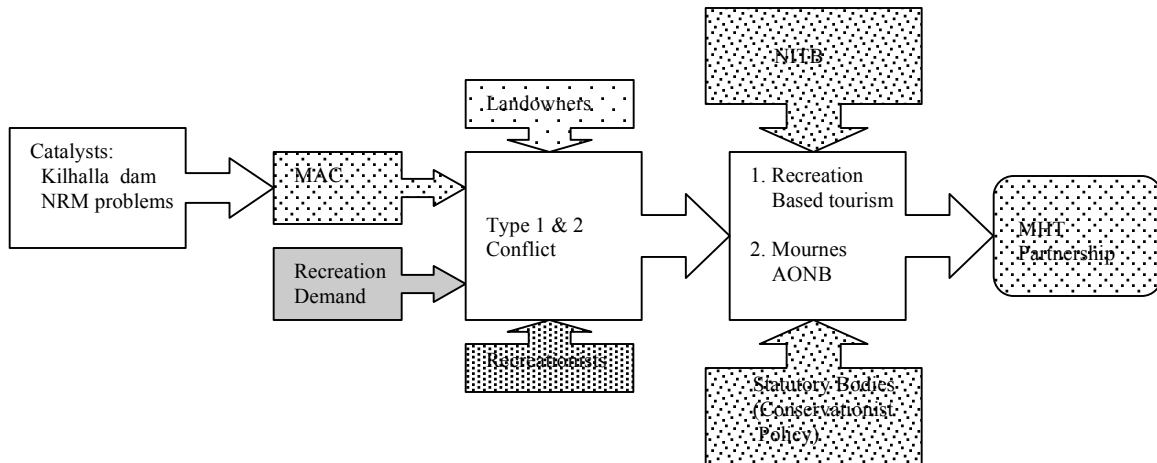 NITB
Landowners
Catalysts:
Kilhalla dam
NRM problems
MAC
Type 1 & 2
Conflict
Recreation
Demand
Recreationists
1. Recreation
Based tourism
2. Mournes
AONB
MHT
Partnership
Statutory Bodies
(Conservationist
Policy)